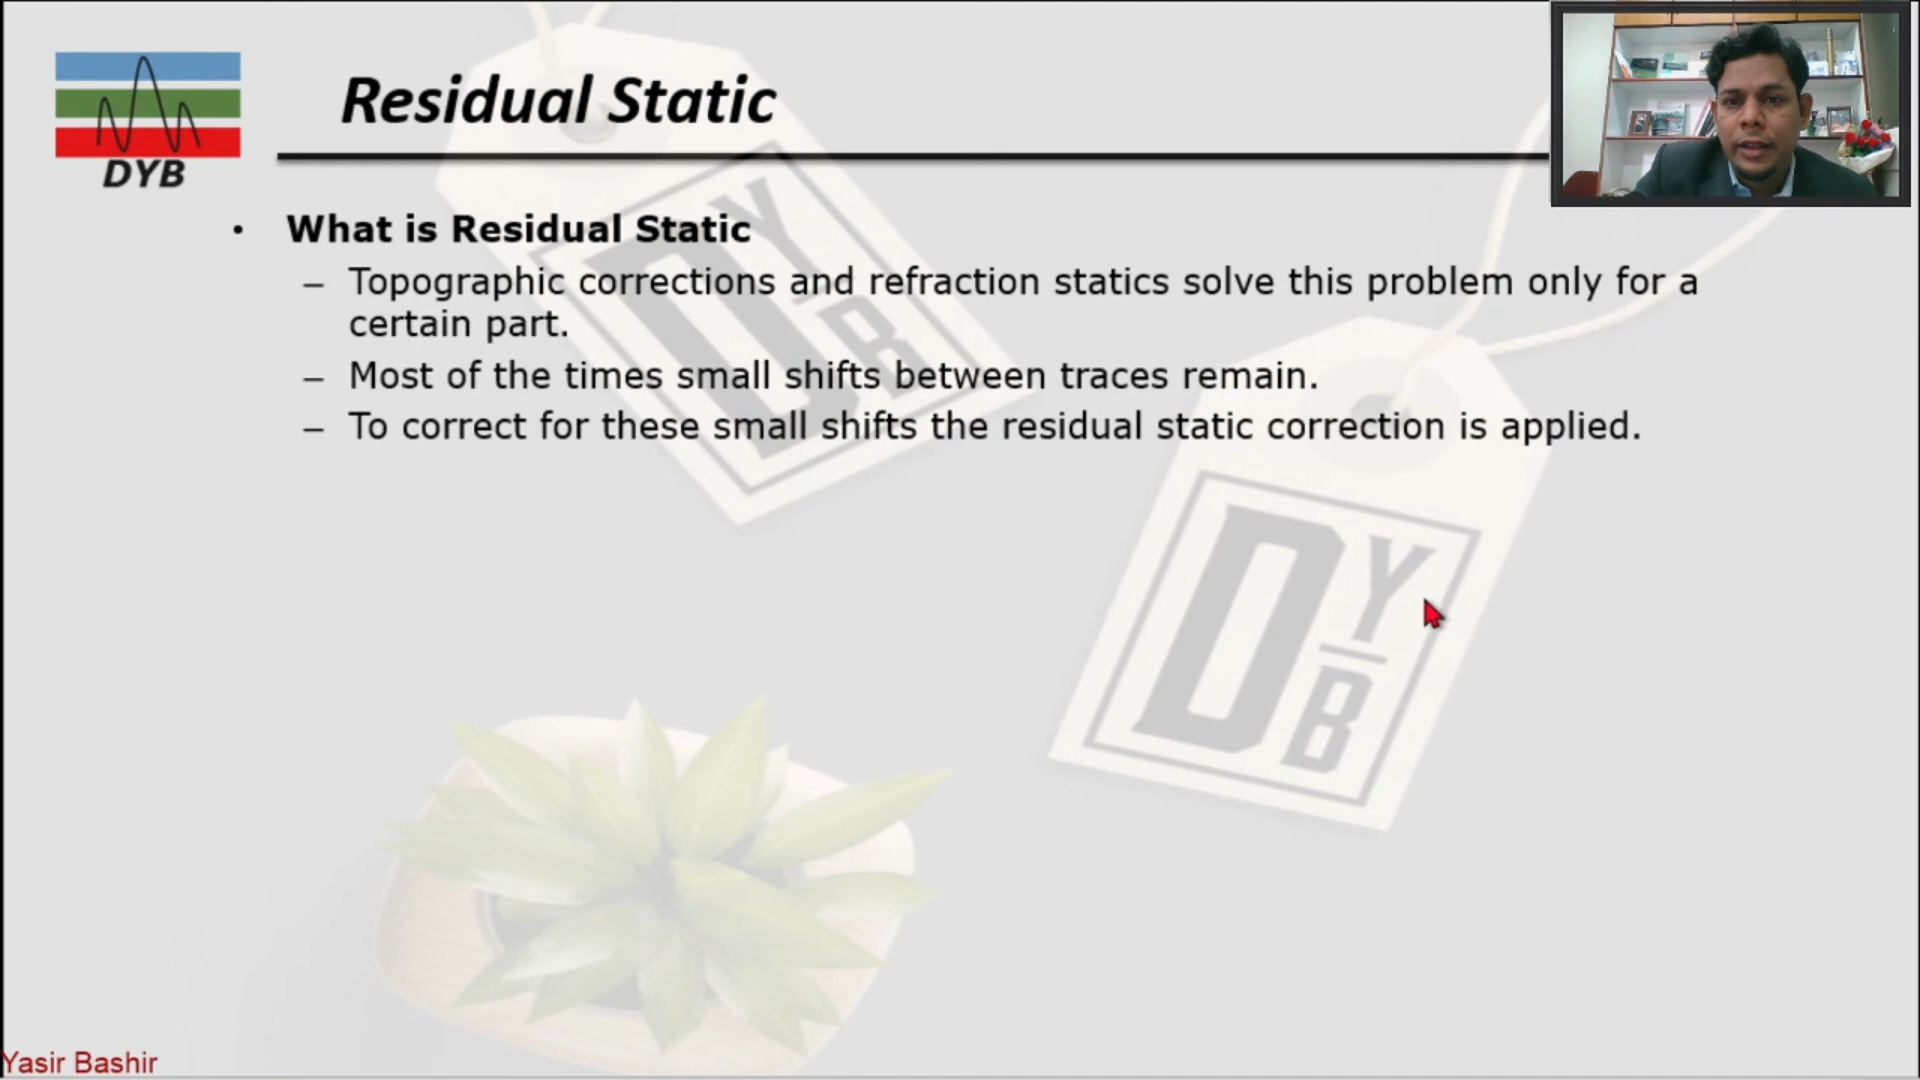 Residual Static
DYB
• What is Residual Static
– Topographic corrections and refraction statics solve this problem only for a
certain part.
– Most of the times small shifts between traces remain.
– To correct for these small shifts the residual static correction is applied.
DYB
DYB
Yasir Bashir